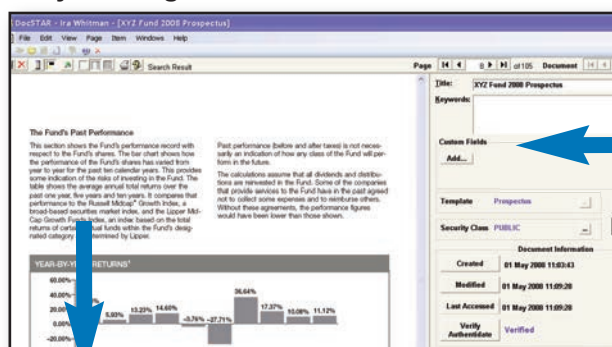 DocSTAR - Ira Whitman - [XYZ Fund 2008 Prospectus]
File Edit View Page Item Windows Help
Search Result
Page 8 of 105 Document
Title: XYZ Fund 2008 Prospectus
Keywords:
The Fund's Past Performance
This section shows the Fund's performance record with
respect to the Fund's shares. The bar chart shows how
the performance of the Fund's shares has varied from
year to year for the past ten calendar years. This provides
some indication of the risks of investing in the Fund. The
table shows the average annual total returns over the
past one year, five years and ten years. It compares that
performance to the Russell Midcap® Growth Index, a
broad-based securities market index, and the Lipper Mid-
Cap Growth Funds Index, an index based on the total
returns of certain mutual funds within the Fund's desig-
nated category determined by Lipper.
Past performance (before and after taxes) is not neces-
sarily an indication of how any class of the Fund will per-
form in the future.
The calculations assume that all dividends and distribu-
tions are reinvested in the Fund. Some of the companies
that provide services to the Fund have in the past agreed
not to collect some expenses and to reimburse others.
Without these agreements, the performance figures
would have been lower than those shown.
Custom Fields
Add...
Template Prospectus
Security Class PUBLIC
Document Information
Created 01 May 2008 11:03:43
Modified 01 May 2008 11:09:28
Last Accessed 01 May 2008 11:09:28
Verify
Authentidate Verified
YEAR-BY-YEAR RETURNS*
60.00%
40.00%
20.00%
0.00%
-20.00%
5.93% 13.23% 14.60% -3.76% -27.71% 36.64% 17.37% 10.08% 11.12%